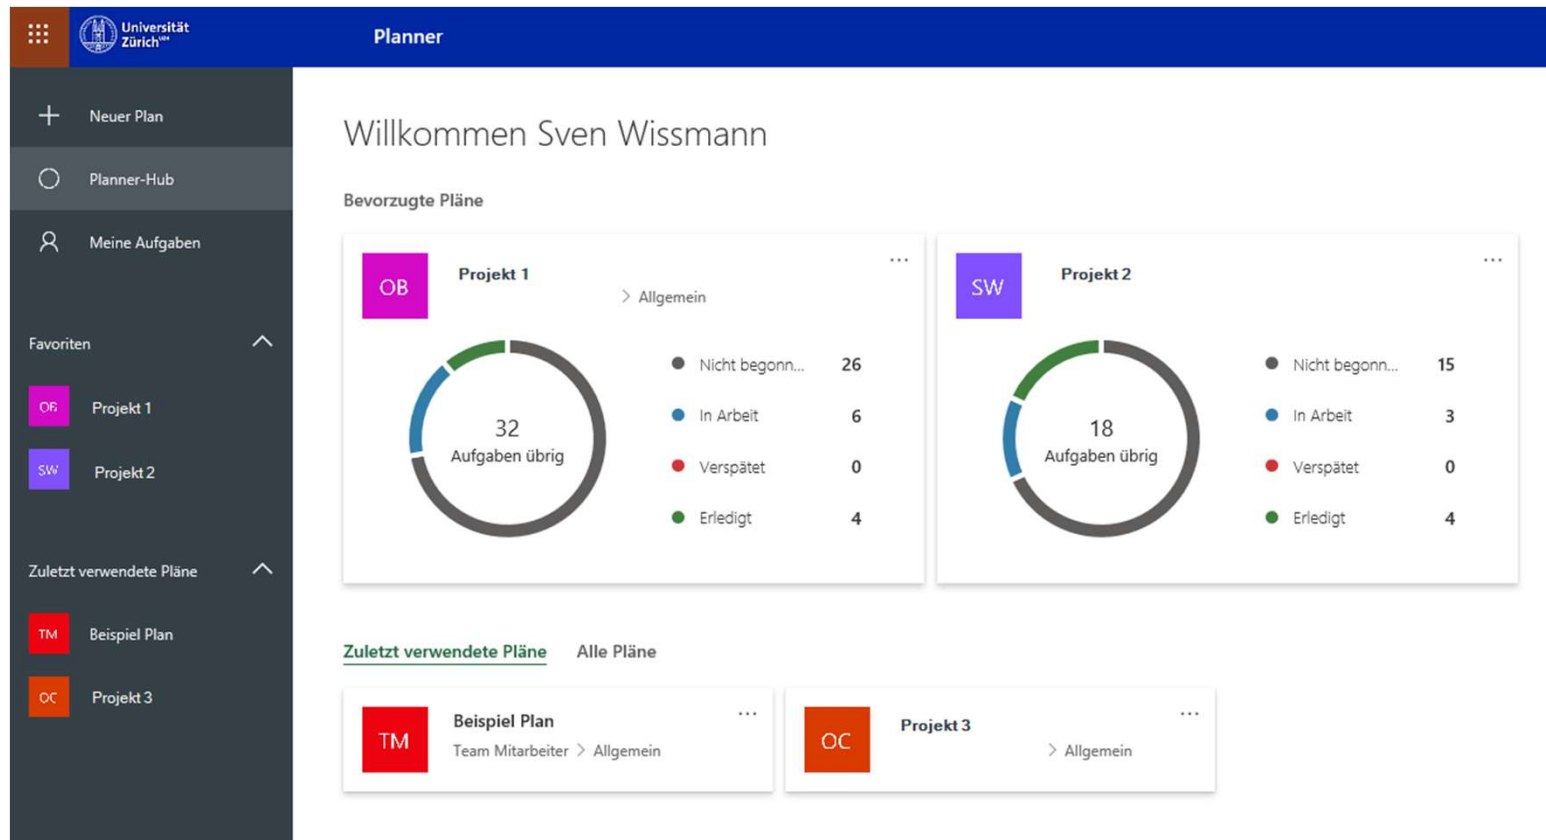 Universität
Zürich
Planner
Neuer Plan
Planner-Hub
Meine Aufgaben
Favoriten
OB Projekt 1
SW Projekt 2
Zuletzt verwendete Pläne
TM Beispiel Plan
OC Projekt 3
Willkommen Sven Wissmann
Bevorzugte Pläne
OB Projekt 1 ...
> Allgemein
32
Aufgaben übrig
Nicht begonn... 26
In Arbeit 6
Verspätet 0
Erledigt 4
SW Projekt 2 ...
18
Aufgaben übrig
Nicht begonn... 15
In Arbeit 3
Verspätet 0
Erledigt 4
Zuletzt verwendete Pläne Alle Pläne
TM Beispiel Plan ...
Team Mitarbeiter > Allgemein
OC Projekt 3 ...
> Allgemein